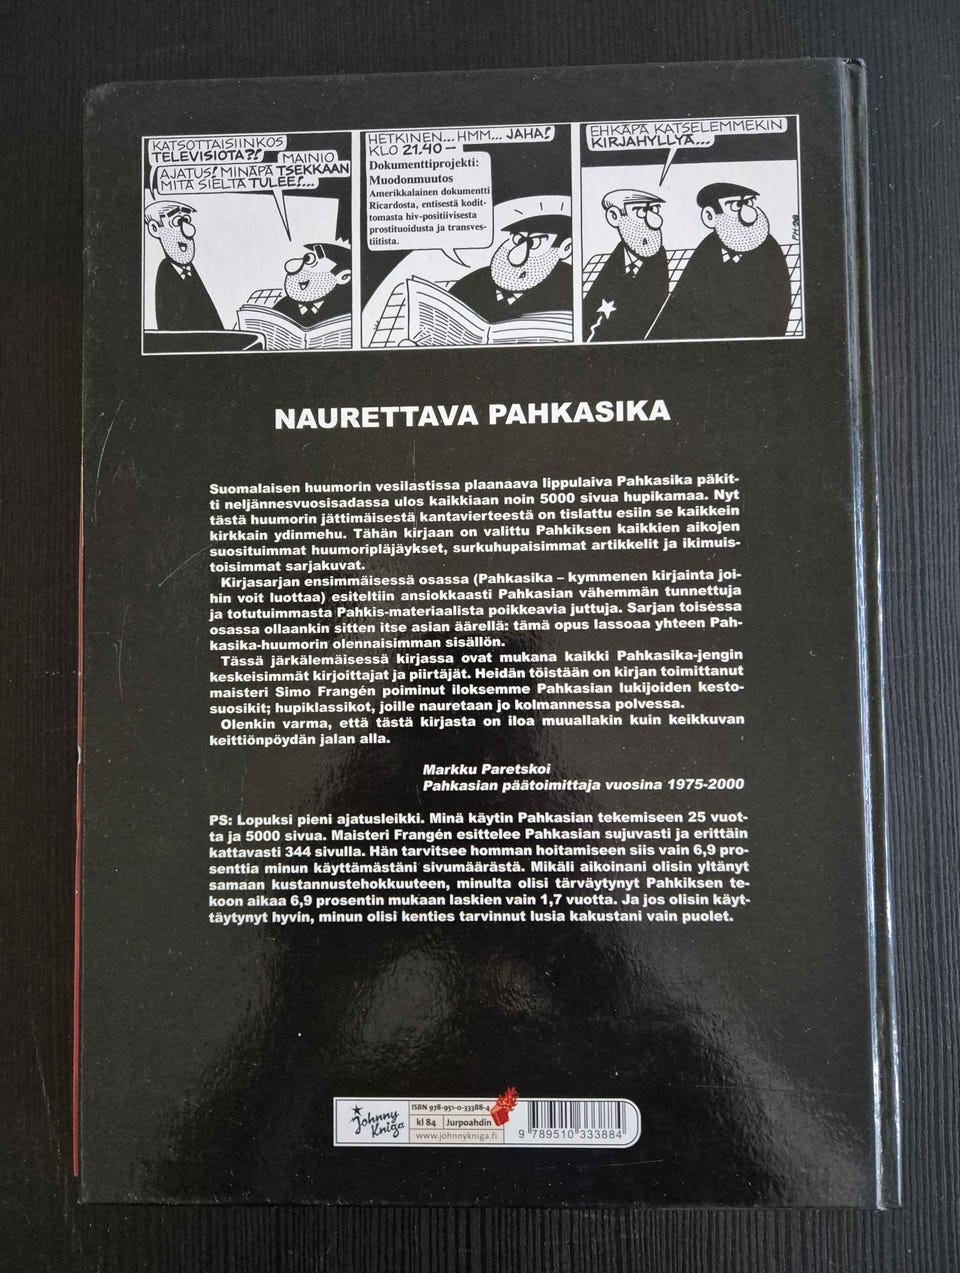 KATSOTTAISIINKOS
TELEVISIOTA?!
MAINIO
AJATUS! MINÄPÄ TSEKKAAN
MITÄ SIELTÄ TULEE!...
HETKINEN... HMM... JAHA!
KLO 21.40 —
Dokumenttiprojekti:
Muodonmuutos
Amerikkalainen dokumentti
Ricardosta, entisestä kodit-
tomasta hiv-positiivisesta
prostituoidusta ja transves-
tiitista.
EHKÄPÄ KATSELEMMEKIN
KIRJAHYLLYÄ...
NAURETTAVA PAHKASIKA
Suomalaisen huumorin vesilastissa plaanaava lippulaiva Pahkasika päkit-
ti neljännesvuosisadassa ulos kaikkiaan noin 5000 sivua hupikamaa. Nyt
tästä huumorin jättimäisestä kantavierteestä on tislattu esiin se kaikkein
kirkkain ydinmehu. Tähän kirjaan on valittu Pahkiksen kaikkien aikojen
suosituimmat huumoripläjäykset, surkuhupaisimmat artikkelit ja ikimuis-
toisimmat sarjakuvat.
Kirjasarjan ensimmäisessä osassa (Pahkasika – kymmenen kirjainta joi-
hin voit luottaa) esiteltiin ansiokkaasti Pahkasian vähemmän tunnettuja
ja totutuimmasta Pahkis-materiaalista poikkeavia juttuja. Sarjan toisessa
osassa ollaankin sitten itse asian äärellä: tämä opus lassoaa yhteen Pah-
kasika-huumorin olennaisimman sisällön.
Tässä järkälemäisessä kirjassa ovat mukana kaikki Pahkasika-jengin
keskeisimmät kirjoittajat ja piirtäjät. Heidän töistään on kirjan toimittanut
maisteri Simo Frangén poiminut iloksemme Pahkasian lukijoiden kesto-
suosikit; hupiklassikot, joille nauretaan jo kolmannessa polvessa.
Olenkin varma, että tästä kirjasta on iloa muuallakin kuin keikkuvan
keittiönpöydän jalan alla.
Markku Paretskoi
Pahkasian päätoimittaja vuosina 1975-2000
PS: Lopuksi pieni ajatusleikki. Minä käytin Pahkasian tekemiseen 25 vuot-
ta ja 5000 sivua. Maisteri Frangén esittelee Pahkasian sujuvasti ja erittäin
kattavasti 344 sivulla. Hän tarvitsee homman hoitamiseen siis vain 6,9 pro-
senttia minun käyttämästäni sivumäärästä. Mikäli aikoinani olisin yltänyt
samaan kustannustehokkuuteen, minulta olisi tärväytynyt Pahkiksen te-
koon aikaa 6,9 prosentin mukaan laskien vain 1,7 vuotta. Ja jos olisin käyt-
täytynyt hyvin, minun olisi kenties tarvinnut lusia kakustani vain puolet.
Johnny
Kniga
ISBN 978-951-0-33388-4
kl 84 Jurpoahdin
www.johnnykniga.fi
9 789510 333884